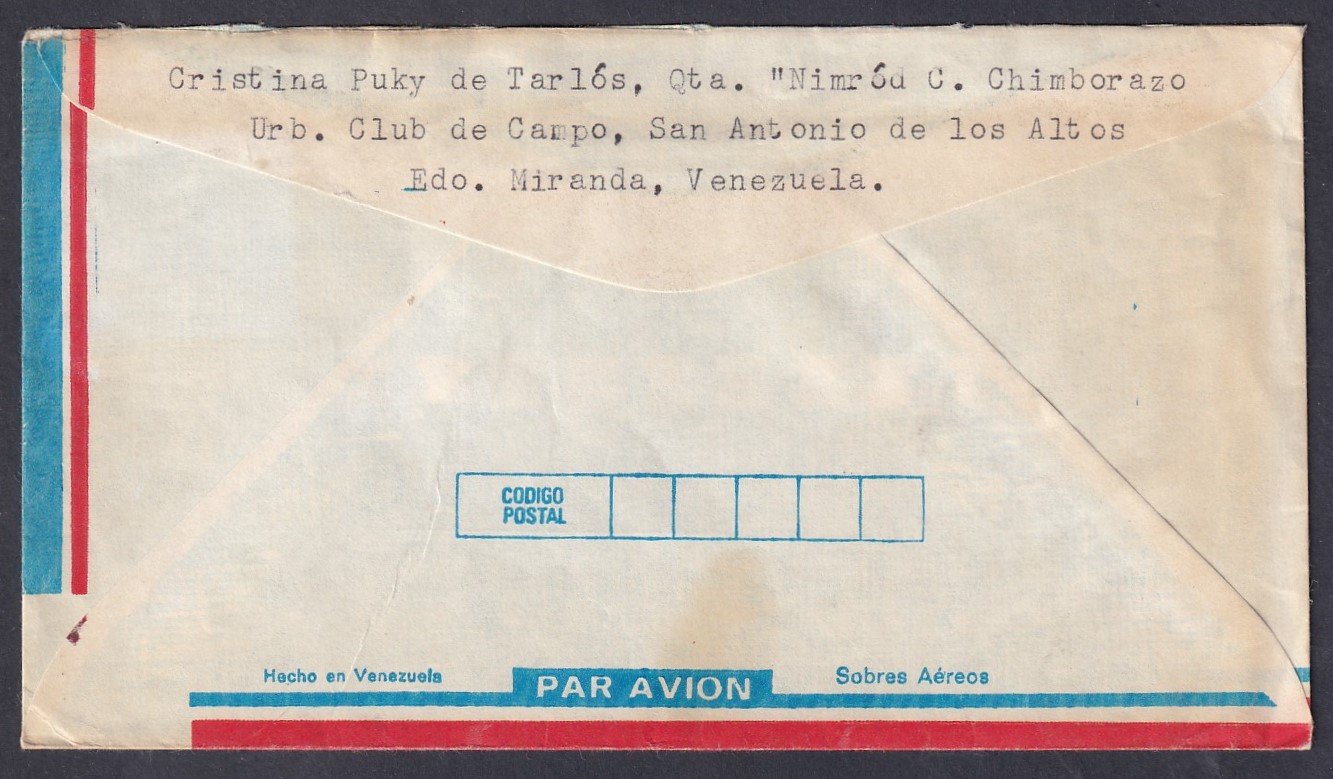 Cristina Puky de Tarlós, Qta. "Nimród C. Chimborazo
Urb. Club de Campo, San Antonio de los Altos
Edo. Miranda, Venezuela.
CODIGO
POSTAL
Hecho en Venezuela
PAR AVION
Sobres Aéreos